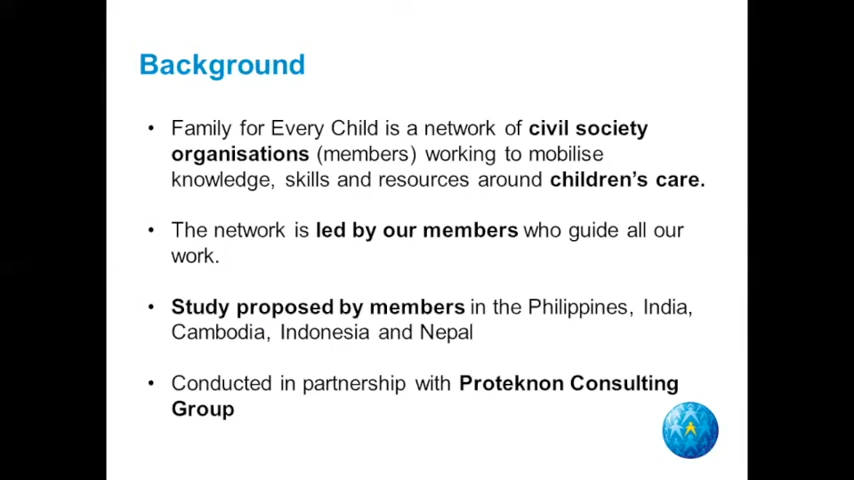 Background
• Family for Every Child is a network of civil society
organisations (members) working to mobilise
knowledge, skills and resources around children’s care.
• The network is led by our members who guide all our
work.
• Study proposed by members in the Philippines, India,
Cambodia, Indonesia and Nepal
• Conducted in partnership with Proteknon Consulting
Group